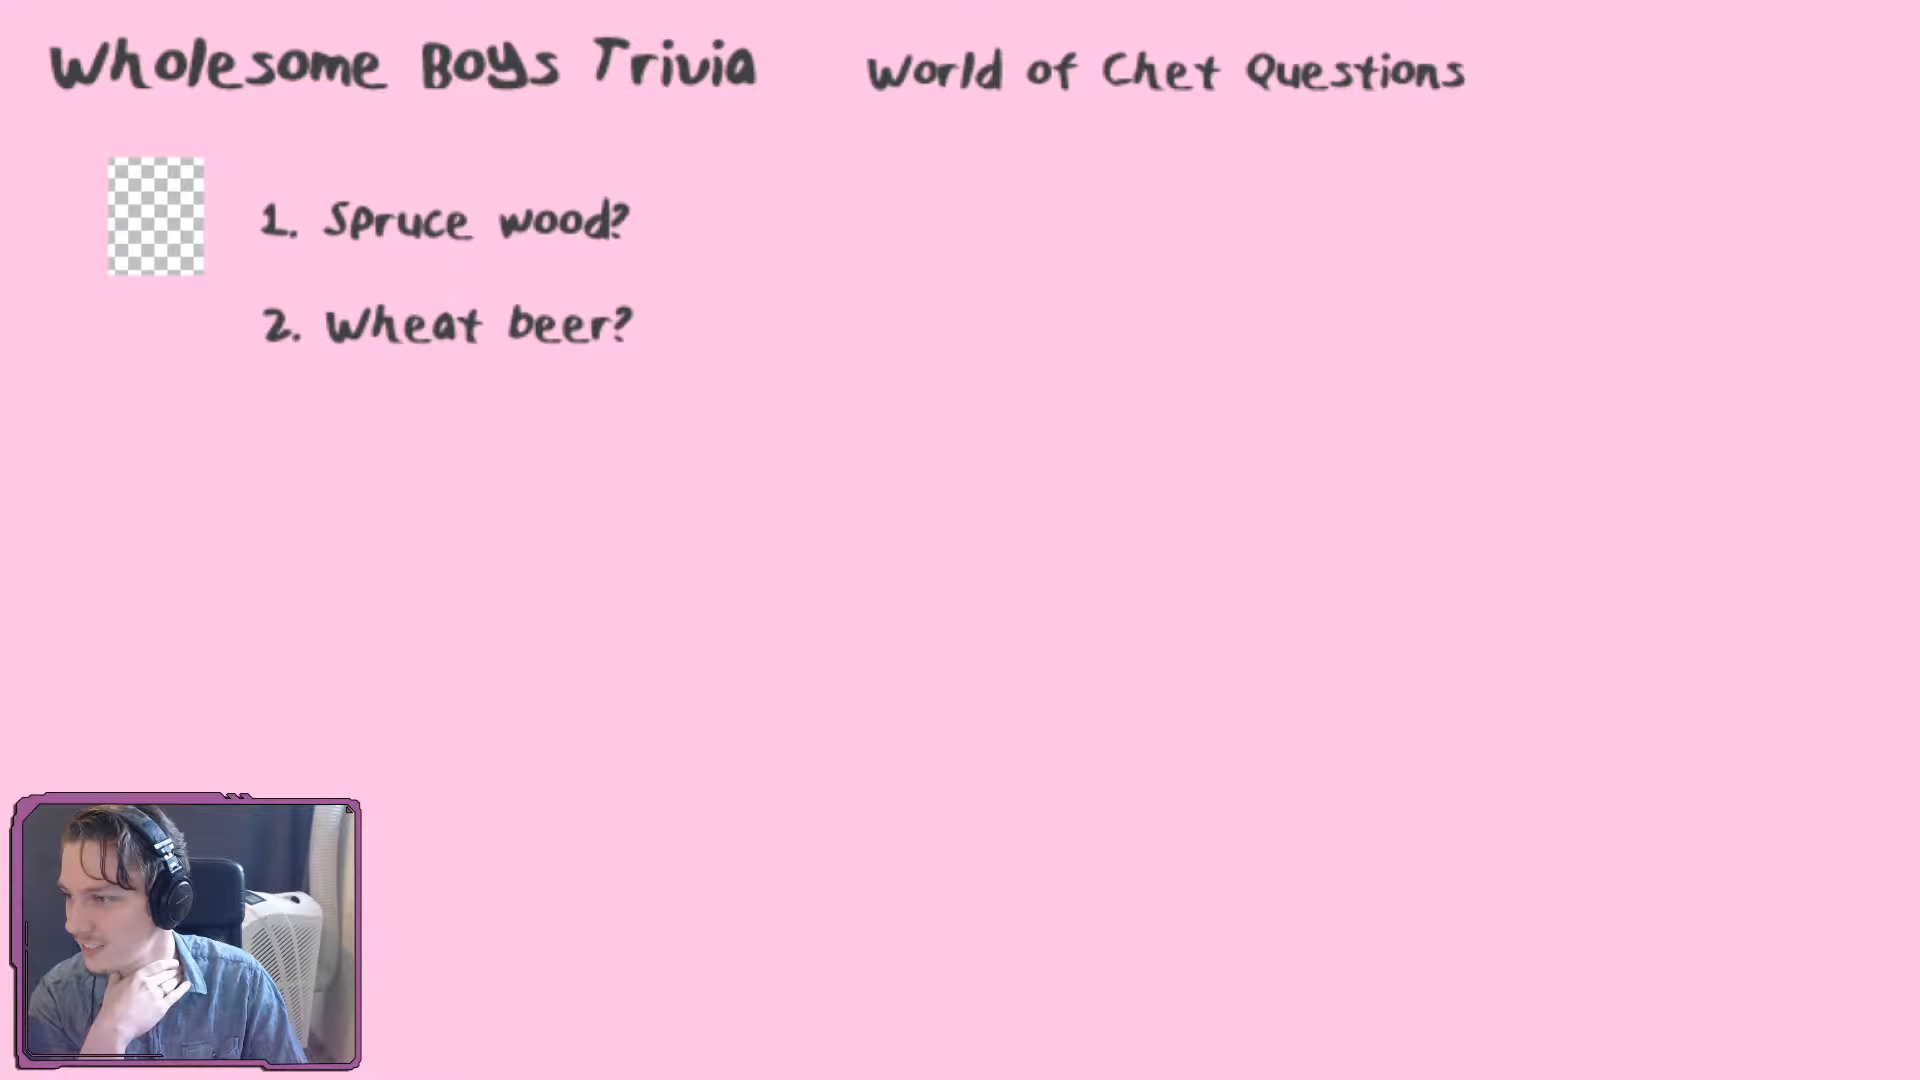 Wholesome Boys Trivia
World of Chet Questions
1. Spruce wood?
2. Wheat beer?